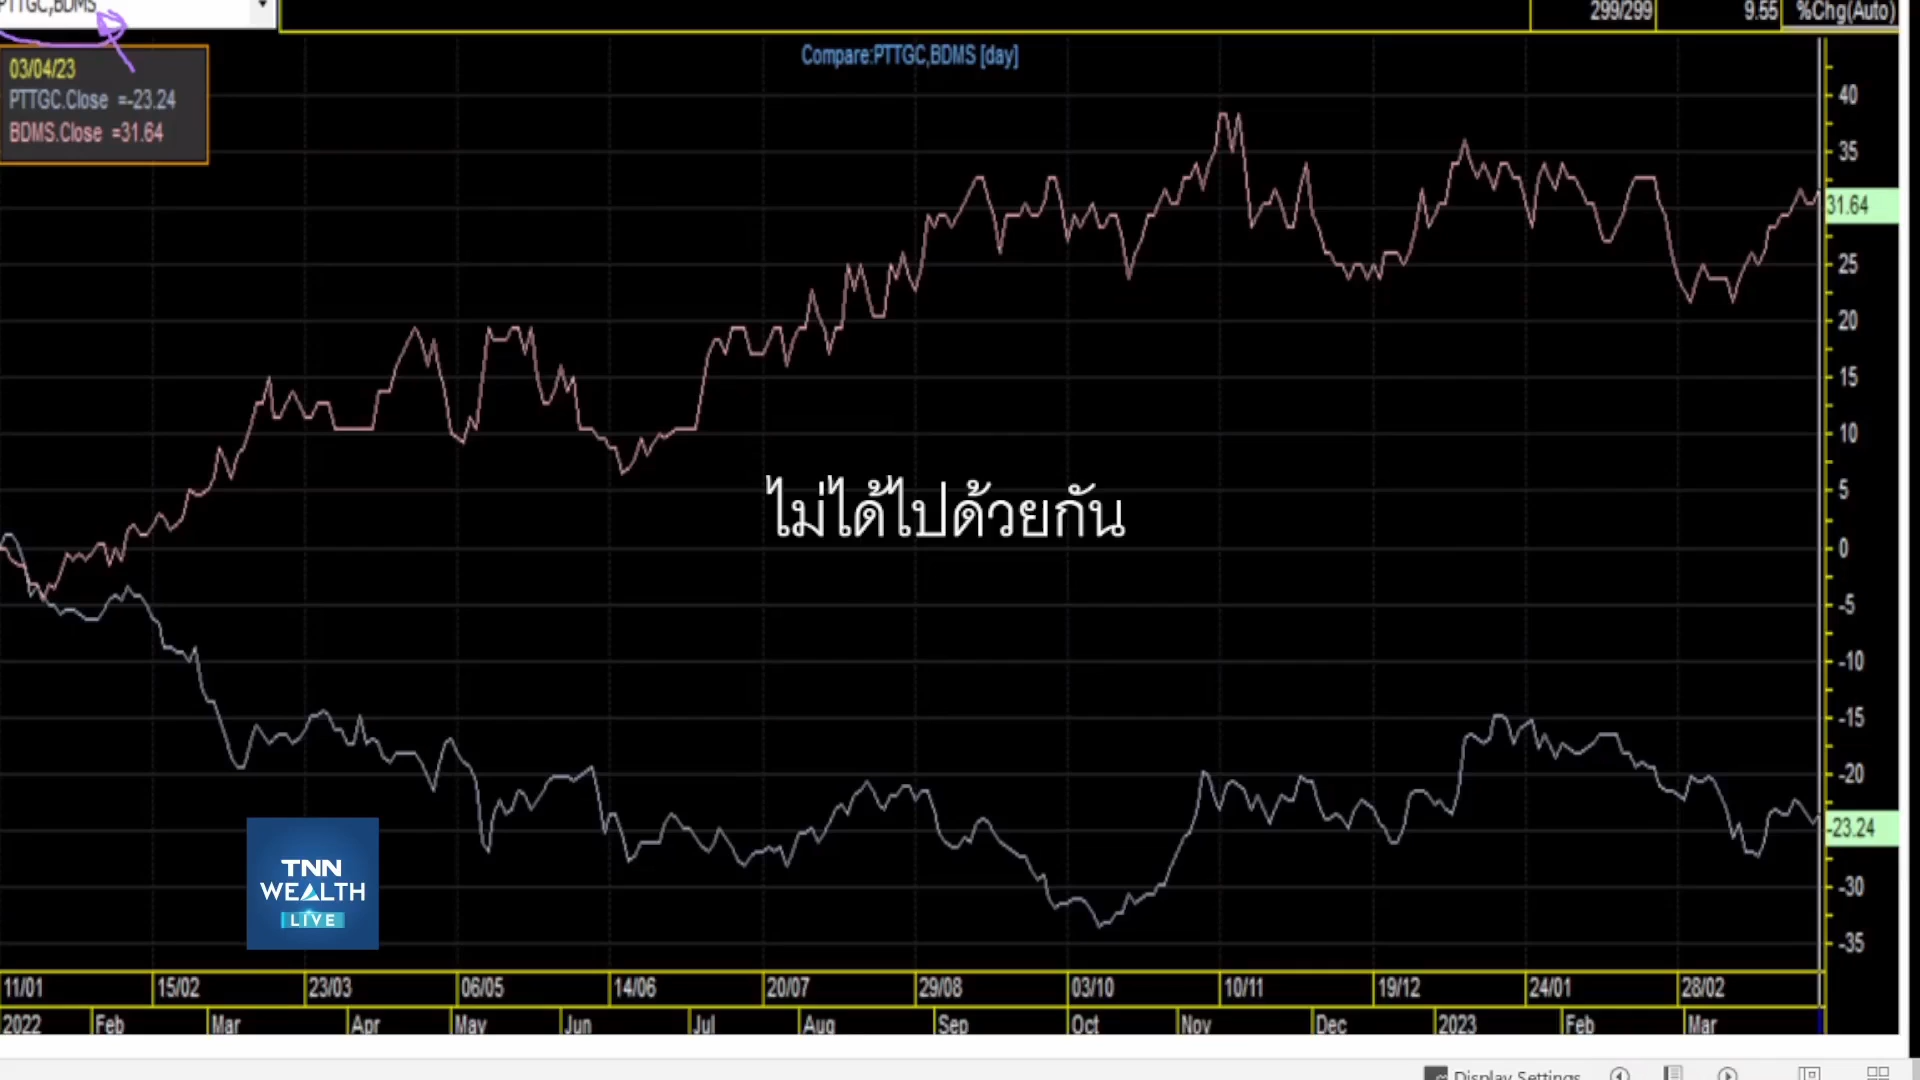 PTTGC,BDMS
299/299 9.55 %Chg(Auto)
Compare:PTTGC,BDMS [day]
03/04/23
PTTGC.Close =-23.24
BDMS.Close =31.64
40
35
31.64
25
20
15
10
5
0
-5
-10
-15
-20
-23.24
-30
-35
ไม่ได้ไปด้วยกัน
TNN
WEALTH
LIVE
11/01 15/02 23/03 06/05 14/06 20/07 29/08 03/10 10/11 19/12 24/01 28/02
2022 Feb Mar Apr May Jun Jul Aug Sep Oct Nov Dec 2023 Feb Mar
Display Settings